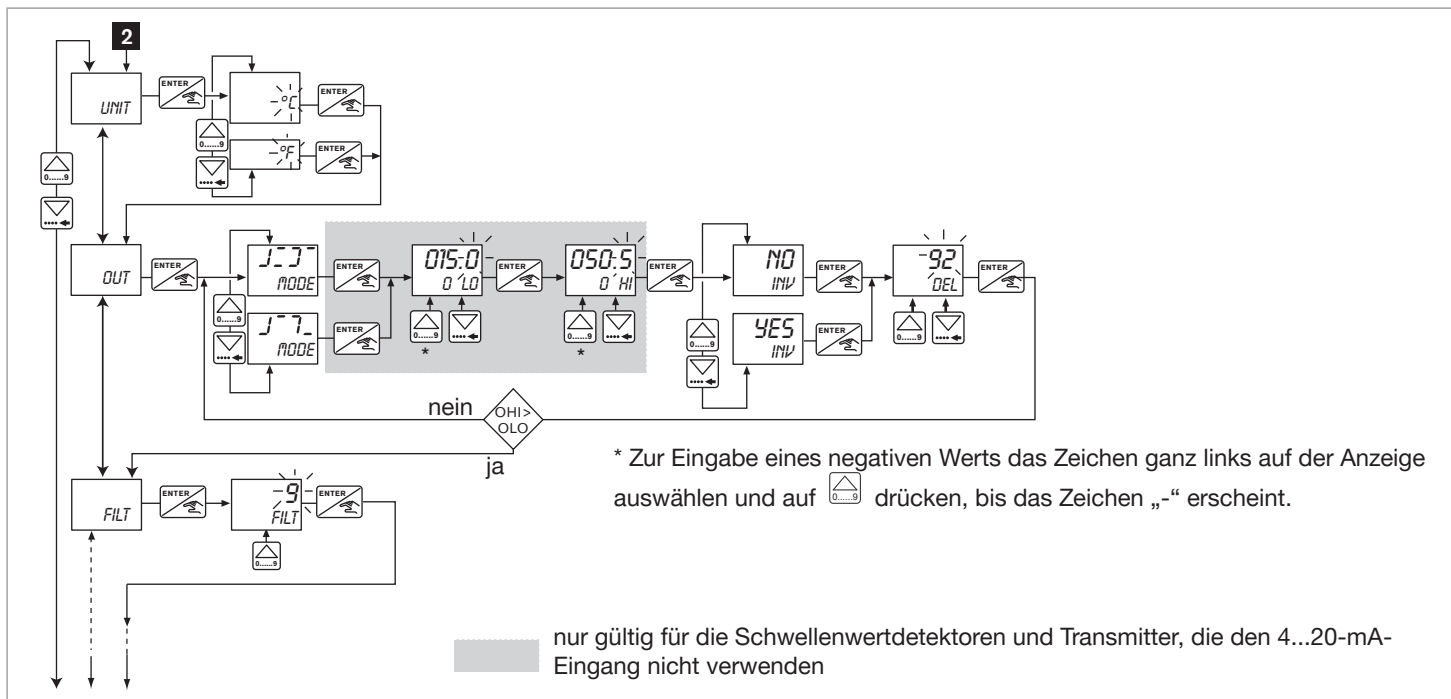 2
UNIT
ENTER
-°C
ENTER
0......9
-°F
ENTER
0......9
OUT
ENTER
MODE
ENTER
015.0
O LO
ENTER
050.5
O HI
ENTER
NO
INV
ENTER
-92
DEL
ENTER
0......9
MODE
ENTER
0......9
*
0......9
*
0......9
YES
INV
ENTER
0......9
nein
OHI>
OLO
ja
* Zur Eingabe eines negativen Werts das Zeichen ganz links auf der Anzeige
auswählen und auf 0......9 drücken, bis das Zeichen „-“ erscheint.
FILT
ENTER
-9
FILT
ENTER
0......9
nur gültig für die Schwellenwertdetektoren und Transmitter, die den 4...20-mA-
Eingang nicht verwenden